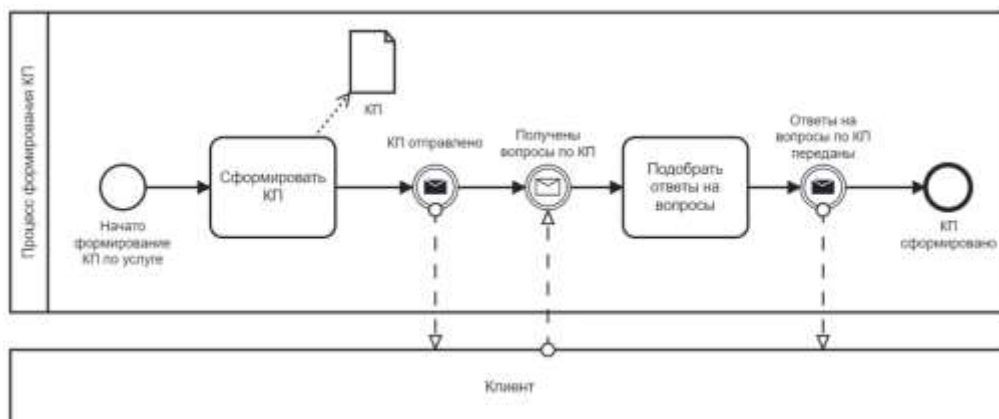 Процесс формирования КП
КП
Начато
формирование
КП по услуге
Сформировать
КП
КП отправлено
Получены
вопросы по КП
Подобрать
ответы на
вопросы
Ответы на
вопросы по КП
переданы
КП
сформировано
Клиент